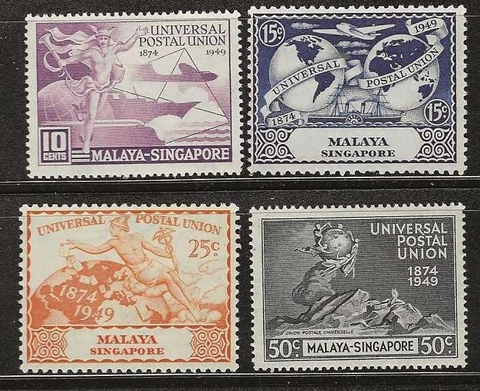 UNIVERSAL
POSTAL UNION
1874 1949
10
CENTS
MALAYA-SINGAPORE
15c
1949
UNIVERSAL POSTAL UNION
1874
15c
MALAYA
SINGAPORE
UNIVERSAL POSTAL UNION
25c
1874
1949
MALAYA
SINGAPORE
UNIVERSAL
POSTAL
UNION
1874
1949
UNION POSTALE UNIVERSELLE
50c MALAYA-SINGAPORE 50c